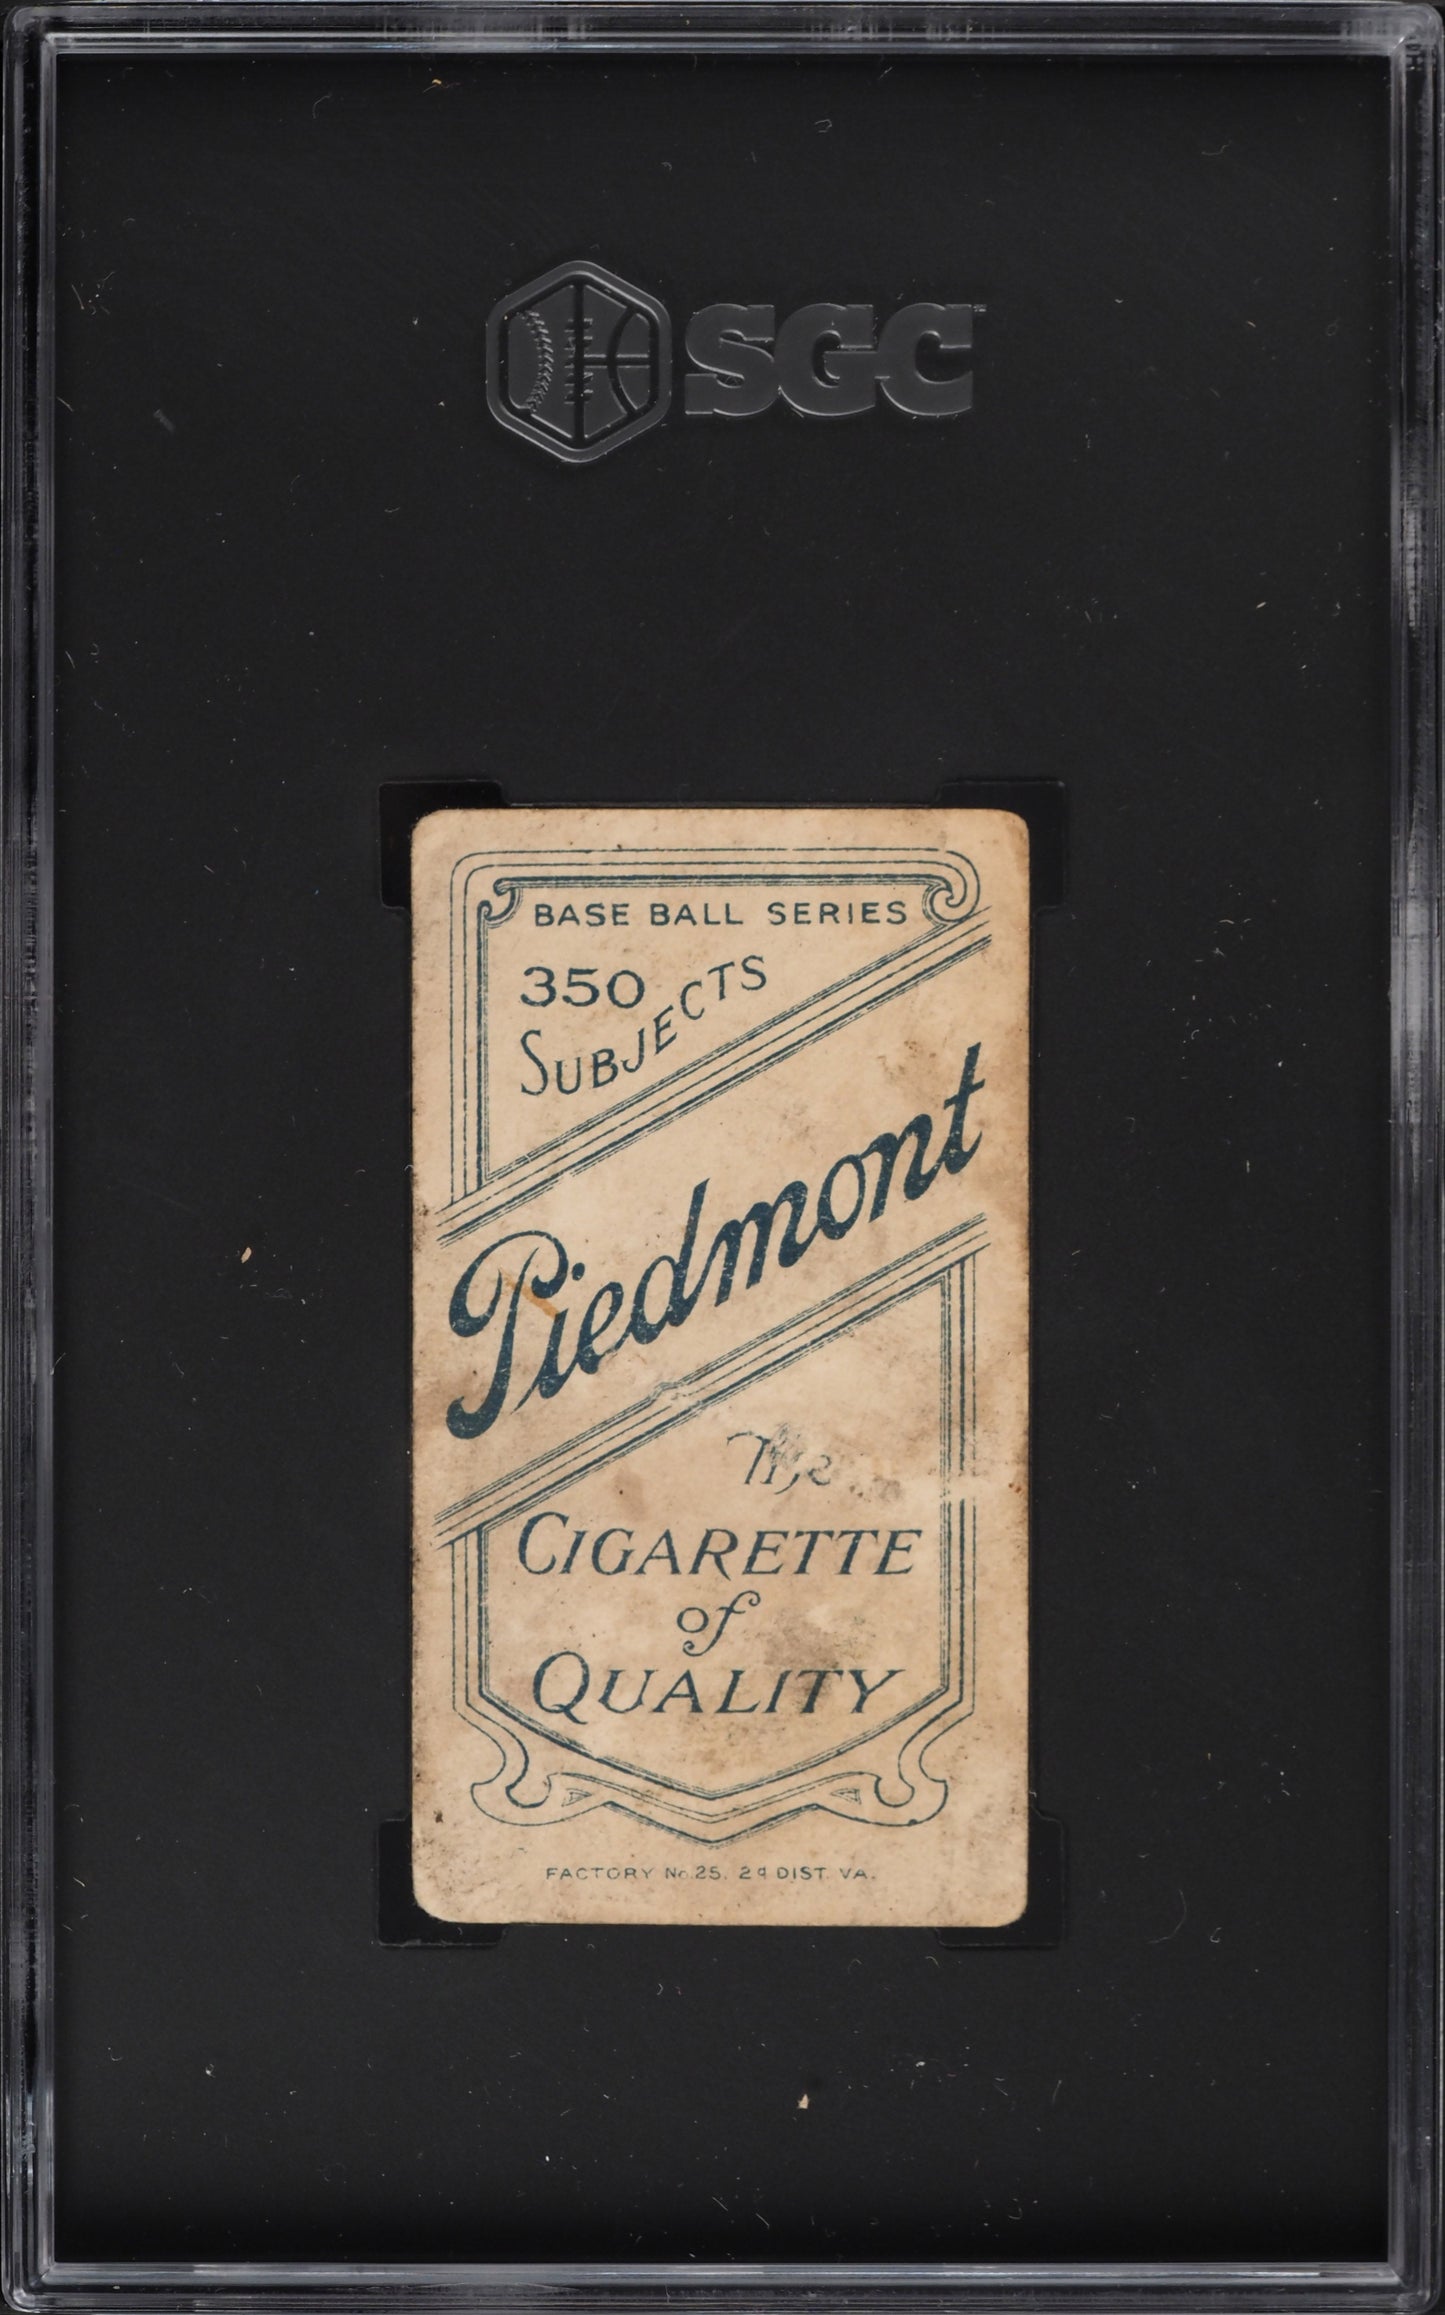 SGC
BASE BALL SERIES
350
SUBJECTS
Piedmont
The
CIGARETTE
of
QUALITY
FACTORY No. 25. 2d DIST. VA.